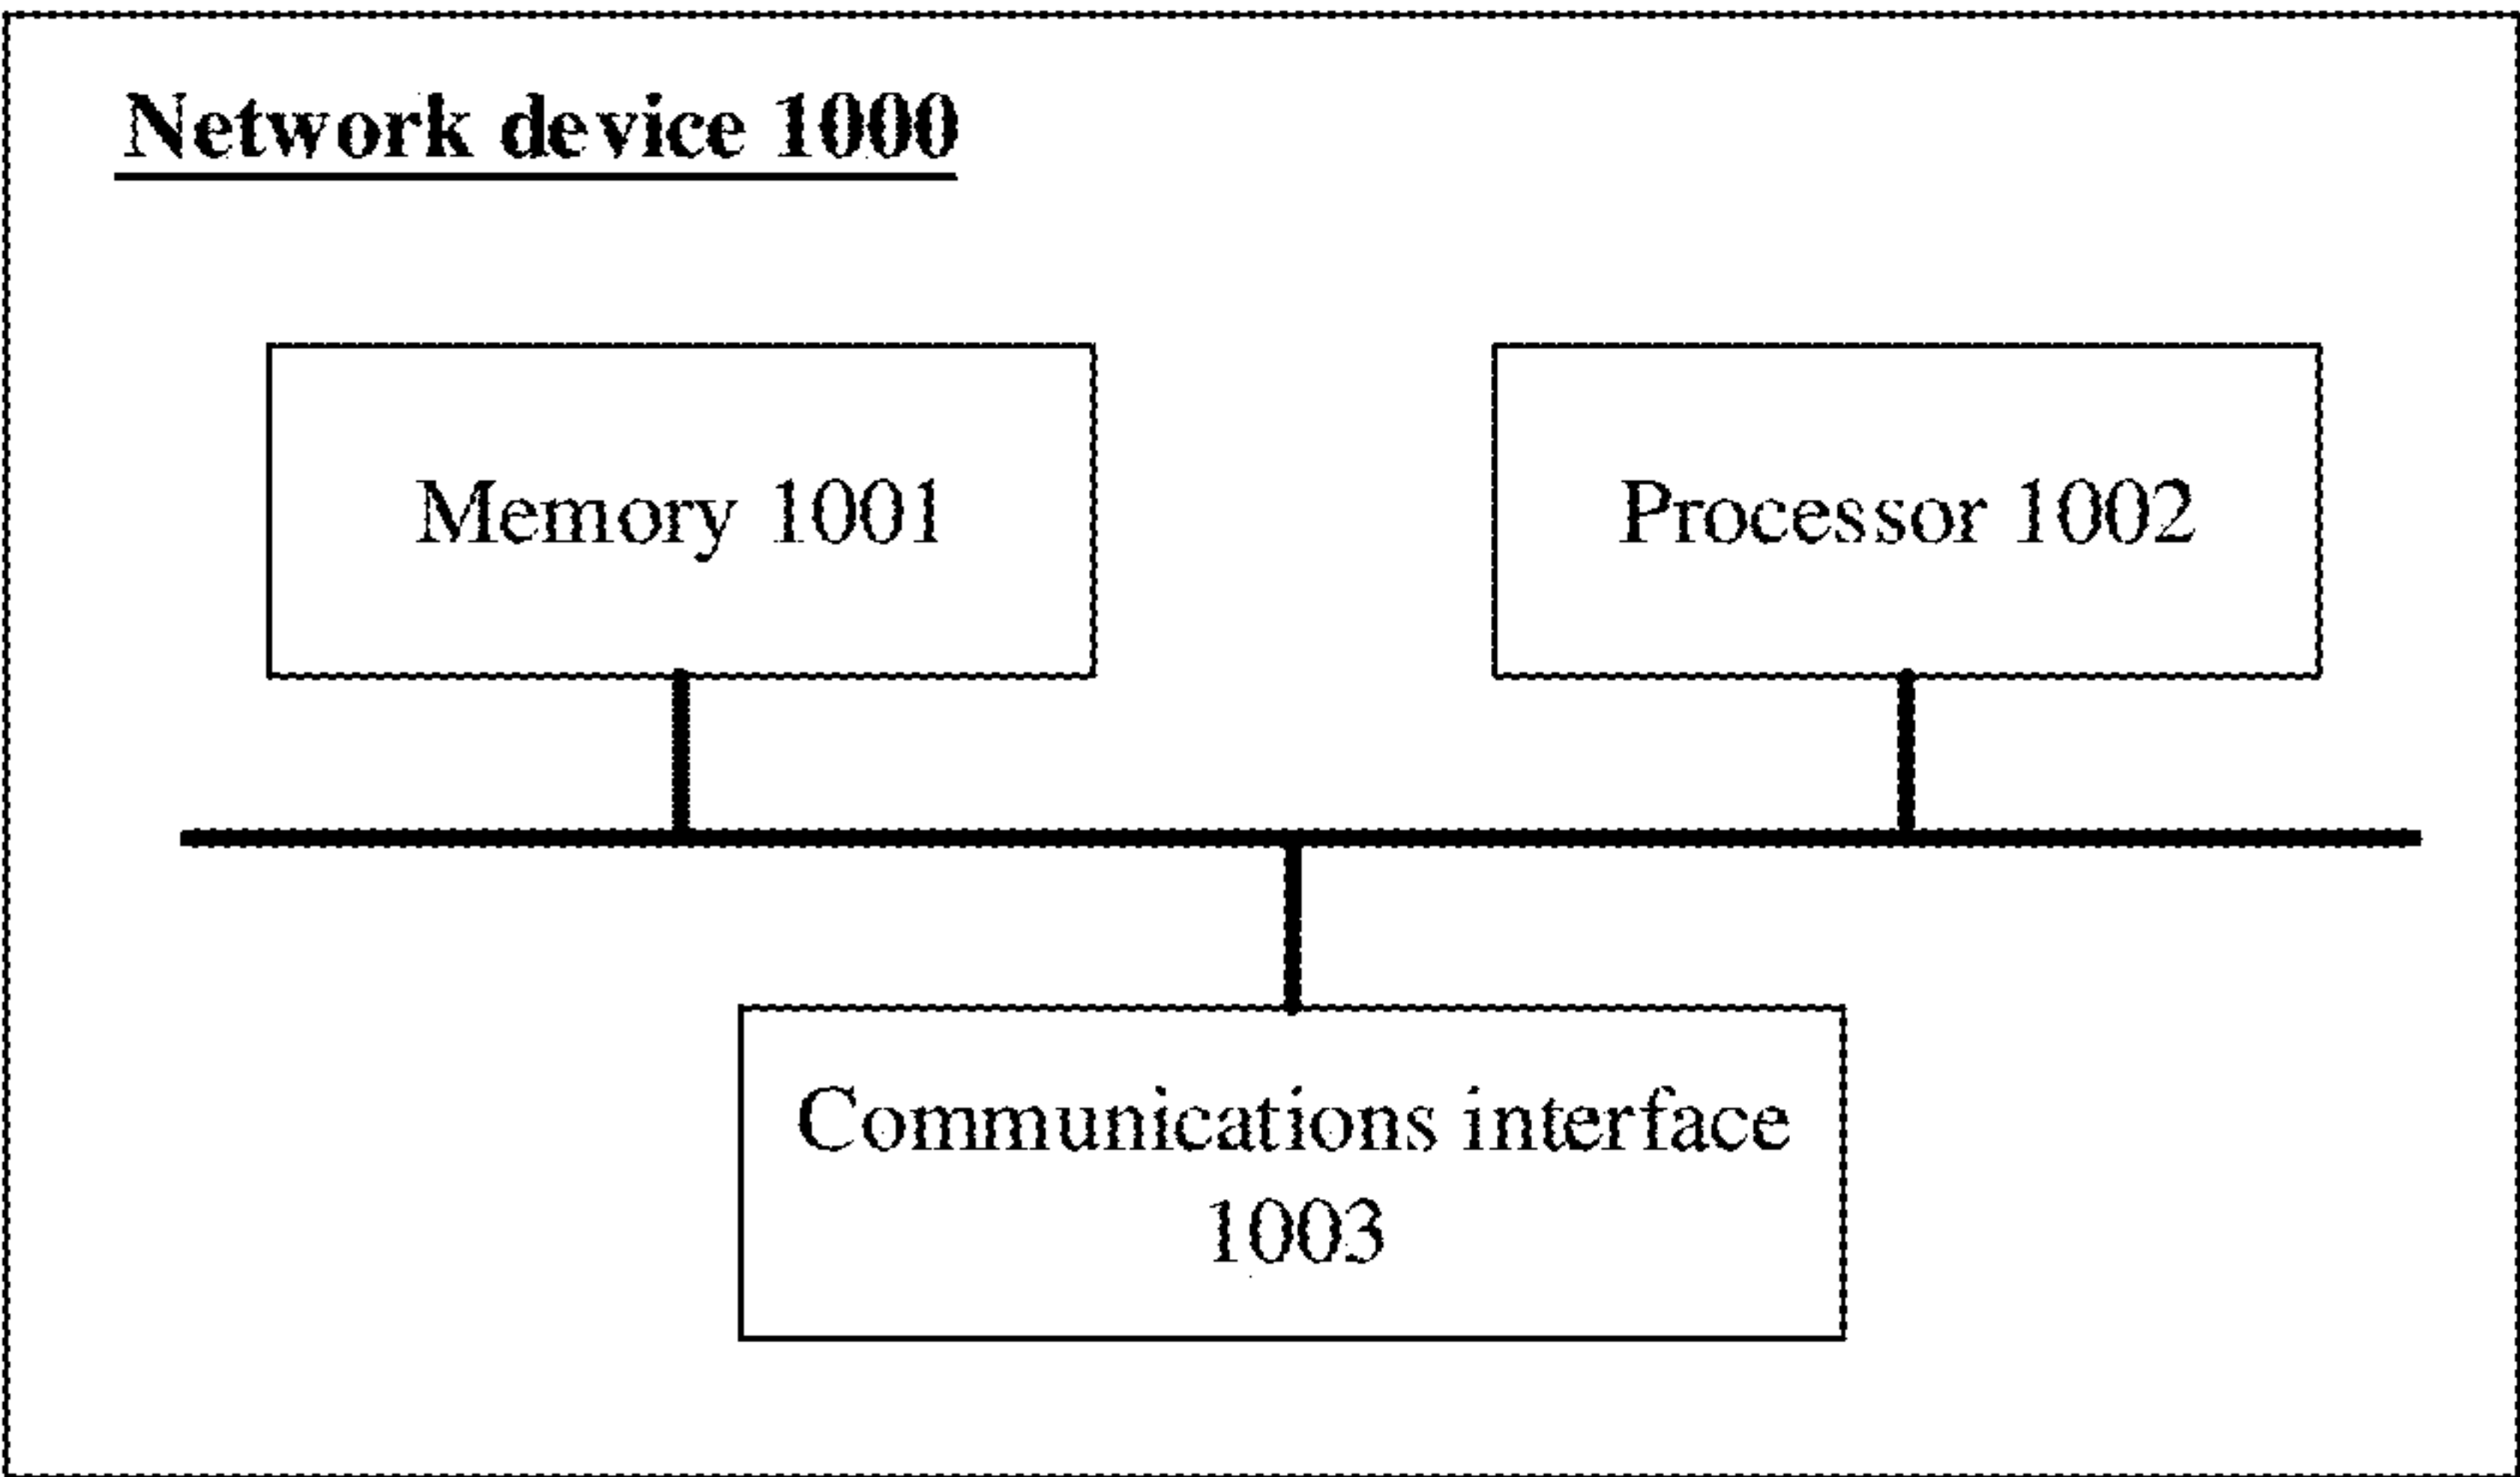 Network device 1000
Memory 1001
Processor 1002
Communications interface
1003